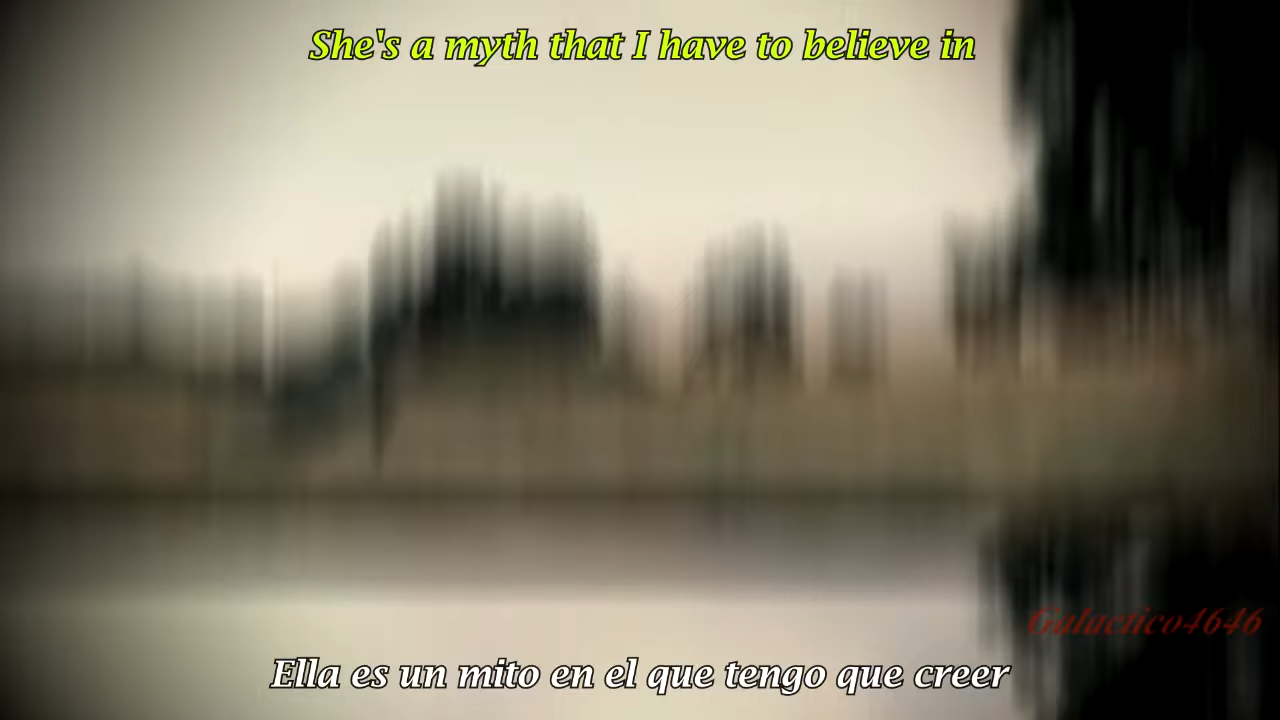 She's a myth that I have to believe in
Galactico4646
Ella es un mito en el que tengo que creer